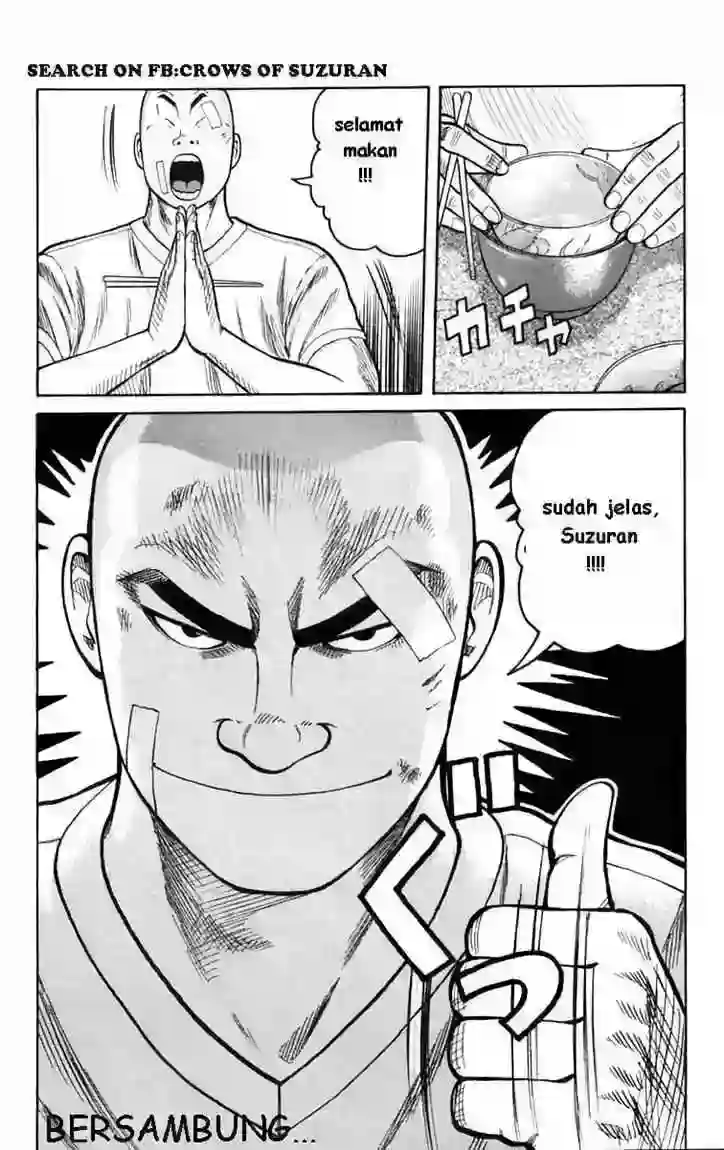 SEARCH ON FB:CROWS OF SUZURAN
selamat
makan
!!!
カチャ
sudah jelas,
Suzuran
!!!!
ぐっ
BERSAMBUNG...